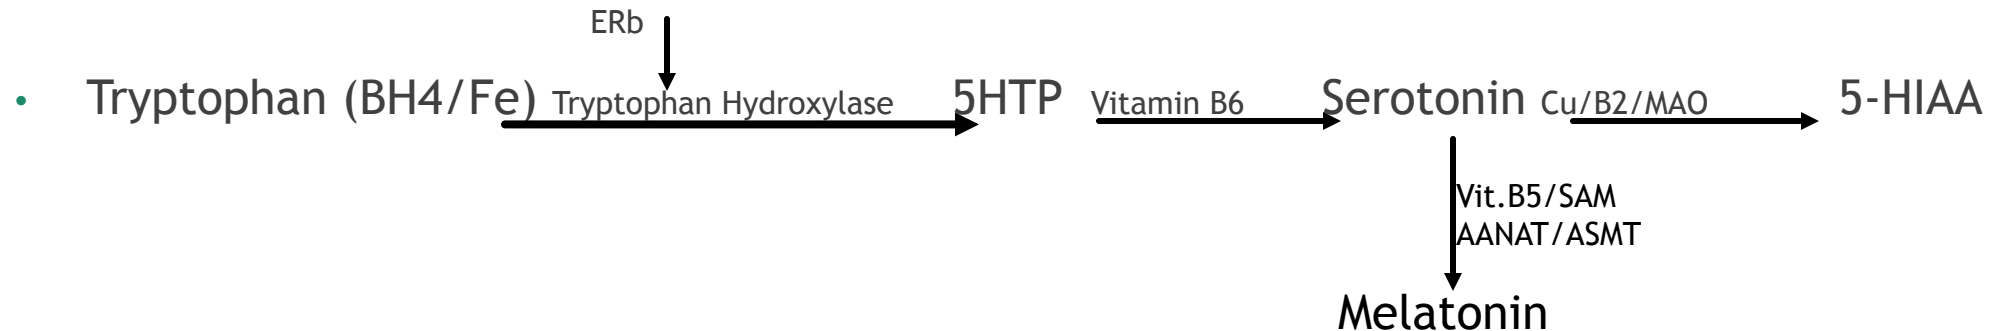 ERb
• Tryptophan (BH4/Fe) Tryptophan Hydroxylase 5HTP Vitamin B6 Serotonin Cu/B2/MAO 5-HIAA
Vit.B5/SAM
AANAT/ASMT
Melatonin